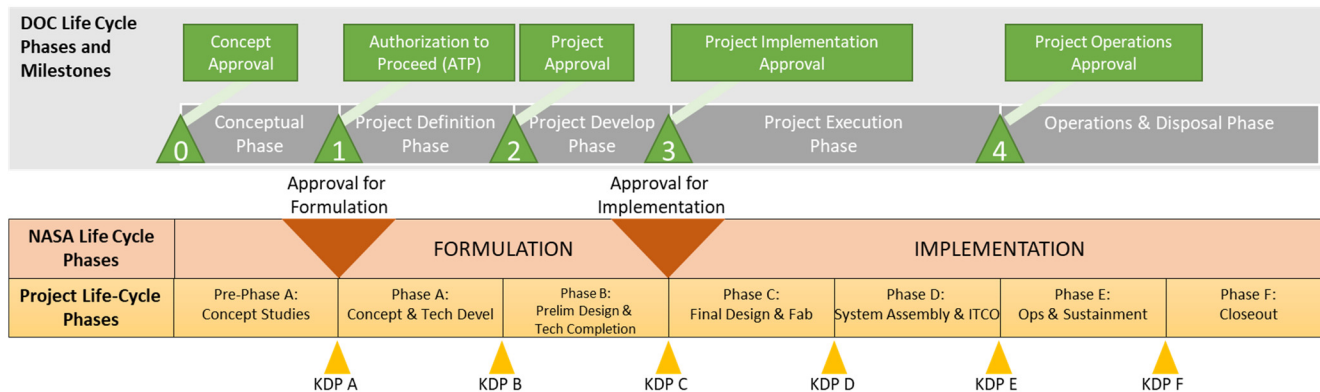 DOC Life Cycle
Phases and
Milestones
Concept
Approval
Authorization to
Proceed (ATP)
Project
Approval
Project Implementation
Approval
Project Operations
Approval
0
Conceptual
Phase
1
Project Definition
Phase
2
Project Develop
Phase
3
Project Execution
Phase
4
Operations & Disposal Phase
Approval for
Formulation
Approval for
Implementation
NASA Life Cycle
Phases
FORMULATION
IMPLEMENTATION
Project Life-Cycle
Phases
Pre-Phase A:
Concept Studies
Phase A:
Concept & Tech Devel
Phase B:
Prelim Design &
Tech Completion
Phase C:
Final Design & Fab
Phase D:
System Assembly & ITCO
Phase E:
Ops & Sustainment
Phase F:
Closeout
KDP A
KDP B
KDP C
KDP D
KDP E
KDP F